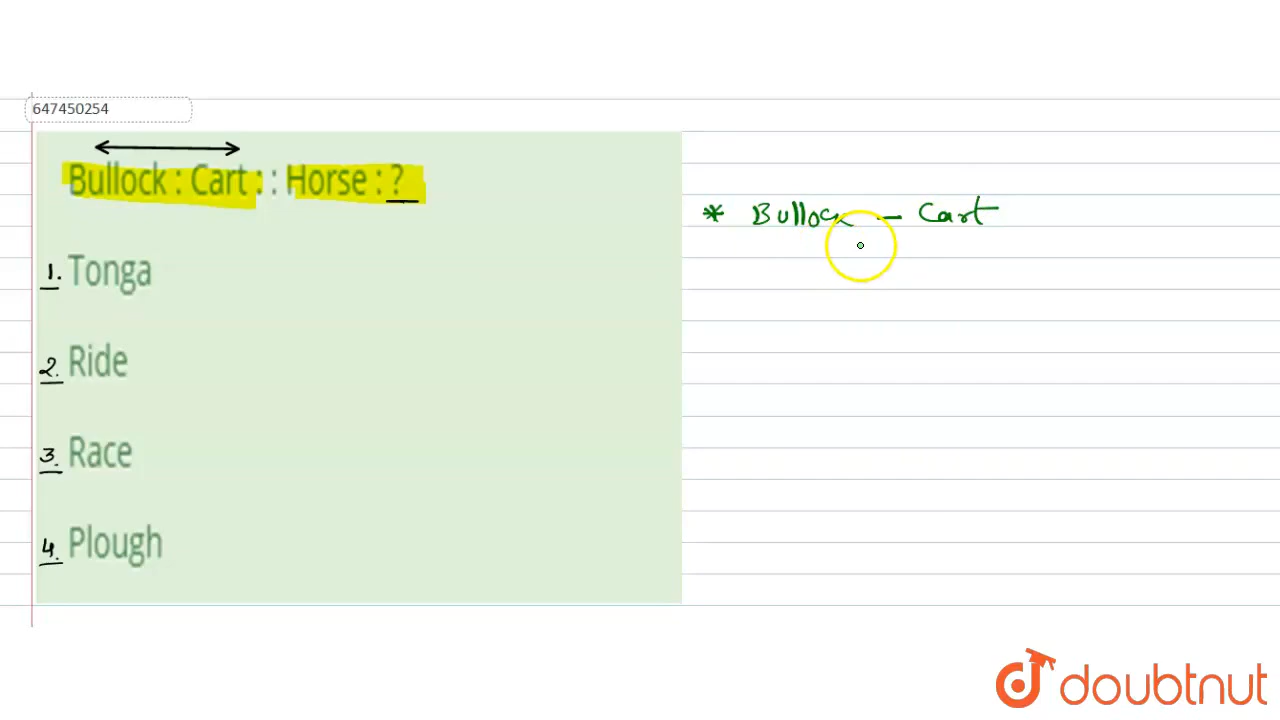 647450254
Bullock : Cart : : Horse : ?
1. Tonga
2. Ride
3. Race
4. Plough
* Bullock - Cart
doubtnut